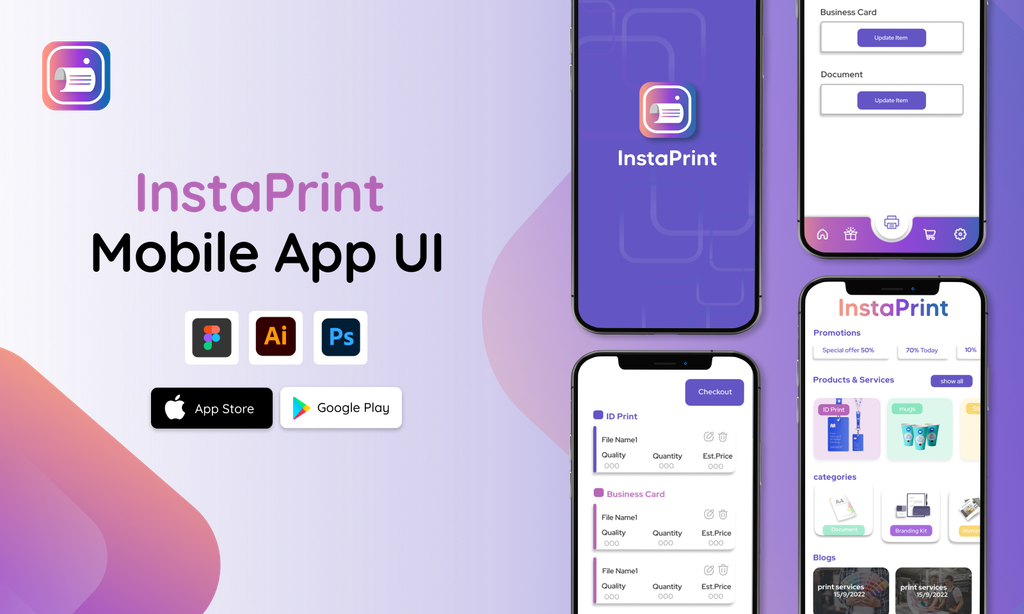 InstaPrint
Mobile App UI
Ai
Ps
App Store
Google Play
InstaPrint
Checkout
ID Print
File Name1
Quality Quantity Est.Price
000 000 000
Business Card
File Name1
Quality Quantity Est.Price
000 000 000
File Name1
Quality Quantity Est.Price
000 000 000
Business Card
Update Item
Document
Update Item
InstaPrint
Promotions
Special offer 50%
70% Today
10%
Products & Services
show all
ID Print
mugs
categories
A4
Document
Branding Kit
Blogs
print services
15/9/2022
print services
15/9/2022